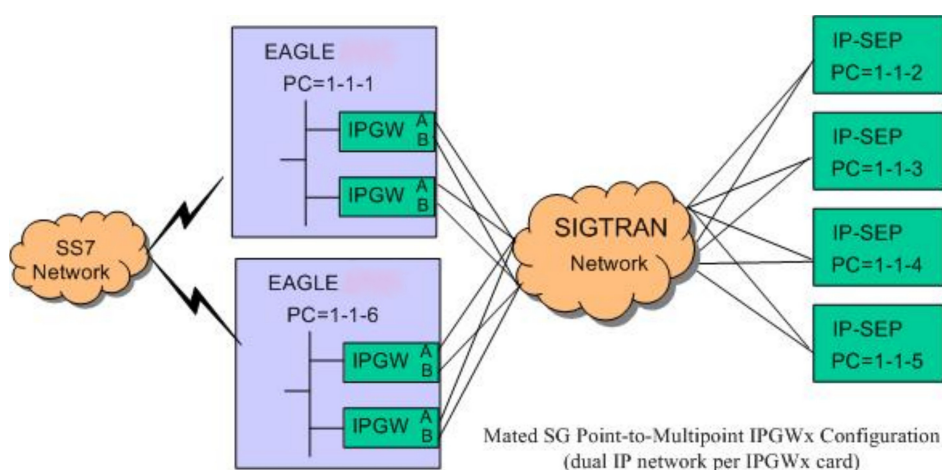 EAGLE
PC=1-1-1
IPGW A
B
IPGW A
B
SS7
Network
EAGLE
PC=1-1-6
IPGW A
B
IPGW A
B
SIGTRAN
Network
IP-SEP
PC=1-1-2
IP-SEP
PC=1-1-3
IP-SEP
PC=1-1-4
IP-SEP
PC=1-1-5
Mated SG Point-to-Multipoint IPGWx Configuration
(dual IP network per IPGWx card)